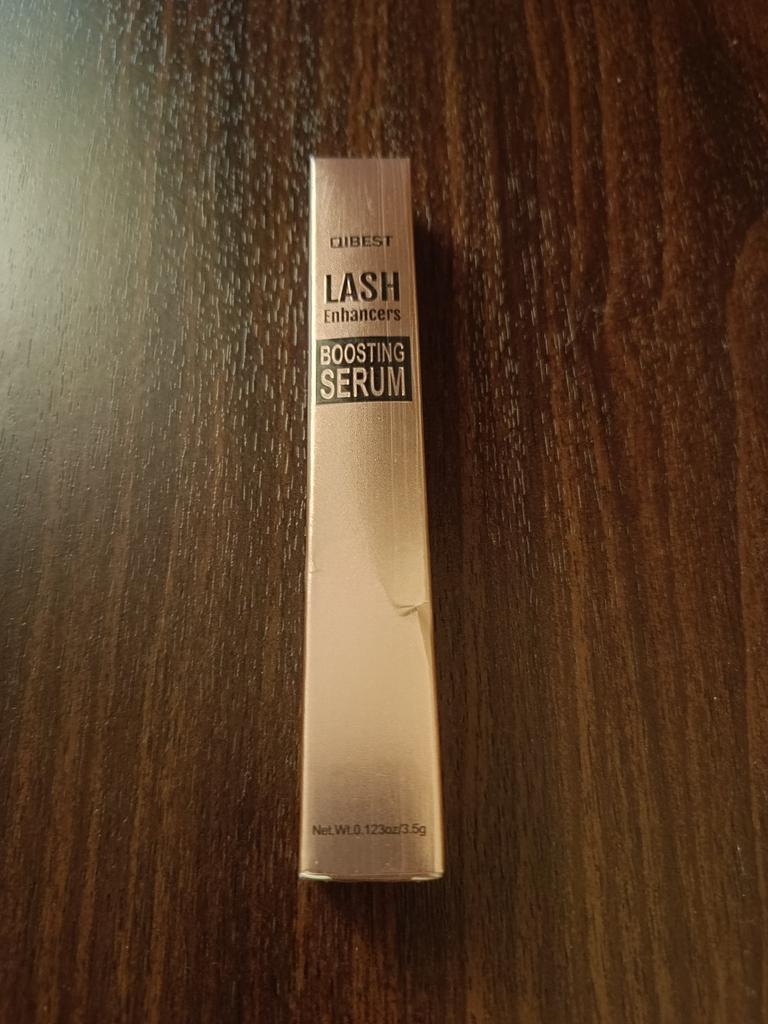 QIBEST
LASH
Enhancers
BOOSTING
SERUM
Net.Wt.0.123oz/3.5g